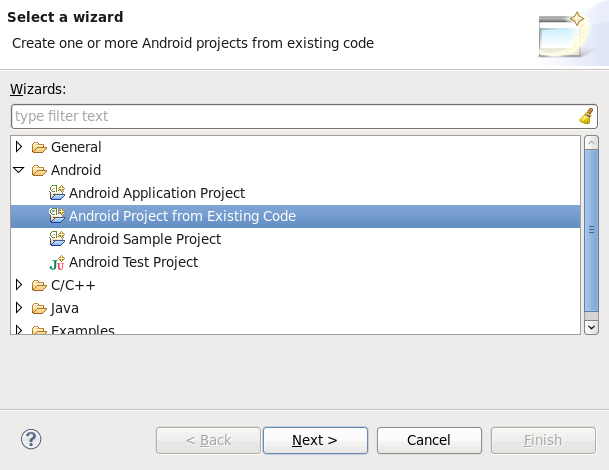 Select a wizard
Create one or more Android projects from existing code
Wizards:
type filter text
General
Android
Android Application Project
Android Project from Existing Code
Android Sample Project
Android Test Project
C/C++
Java
Examples
< Back Next > Cancel Finish